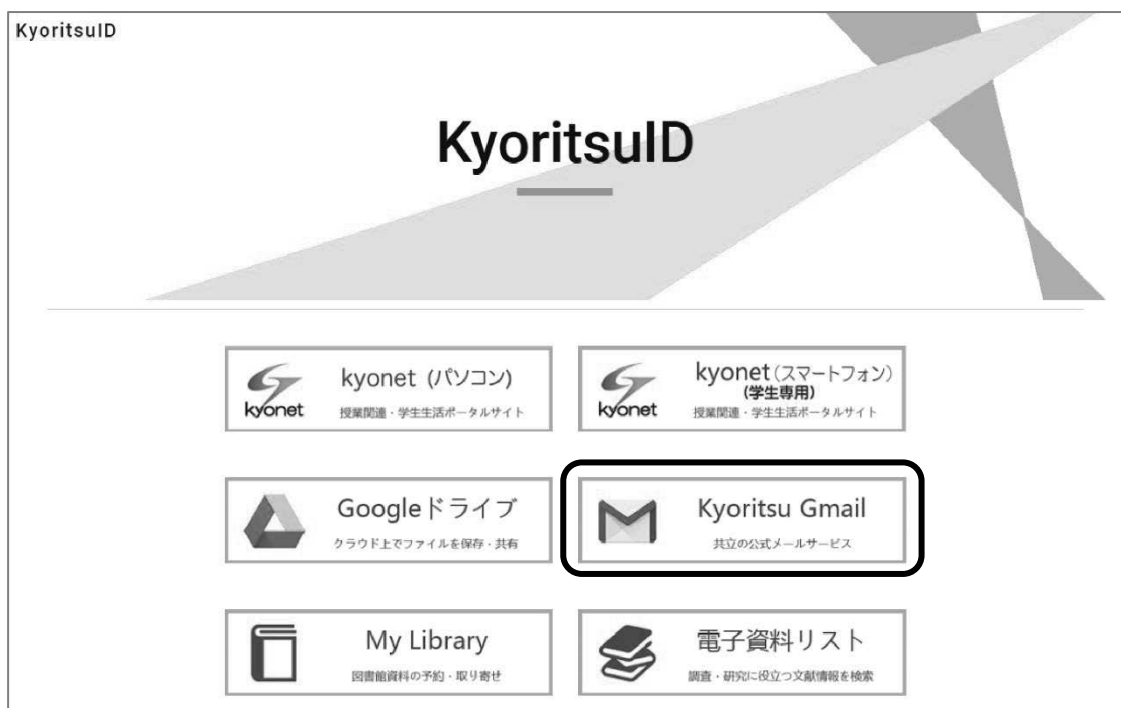 KyoritsuID
KyoritsuID
kyonet
kyonet (パソコン)
授業関連・学生生活ポータルサイト
kyonet
kyonet(スマートフォン)
(学生専用)
授業関連・学生生活ポータルサイト
Googleドライブ
クラウド上でファイルを保存・共有
Kyoritsu Gmail
共立の公式メールサービス
My Library
図書館資料の予約・取り寄せ
電子資料リスト
調査・研究に役立つ文献情報を検索